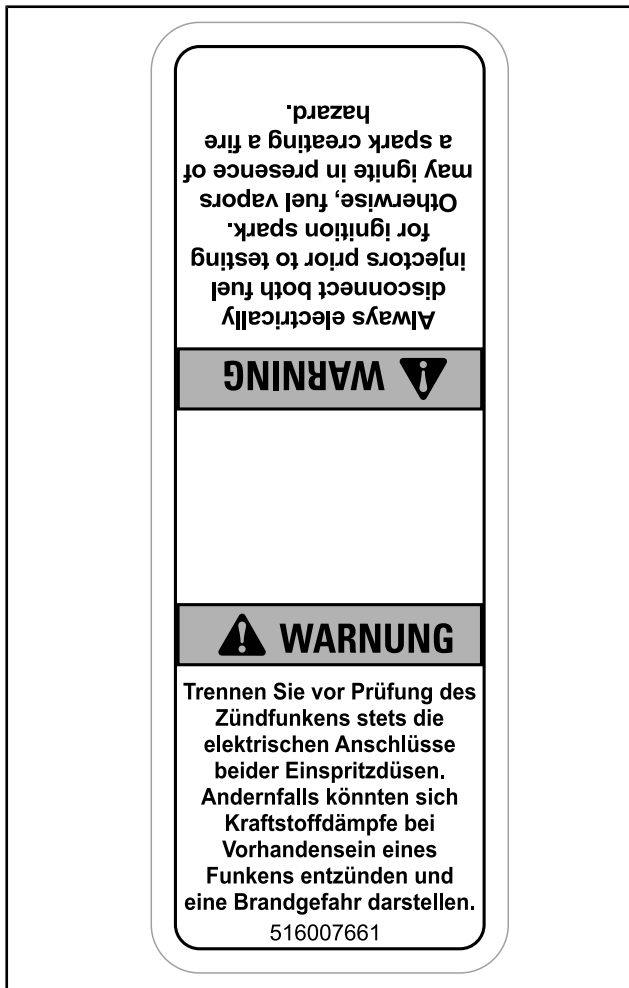 WARNING
Always electrically
disconnect both fuel
injectors prior to testing
for ignition spark.
Otherwise, fuel vapors
may ignite in presence of
a spark creating a fire
hazard.
WARNUNG
Trennen Sie vor Prüfung des
Zündfunkens stets die
elektrischen Anschlüsse
beider Einspritzdüsen.
Andernfalls könnten sich
Kraftstoffdämpfe bei
Vorhandensein eines
Funkens entzünden und
eine Brandgefahr darstellen.
516007661